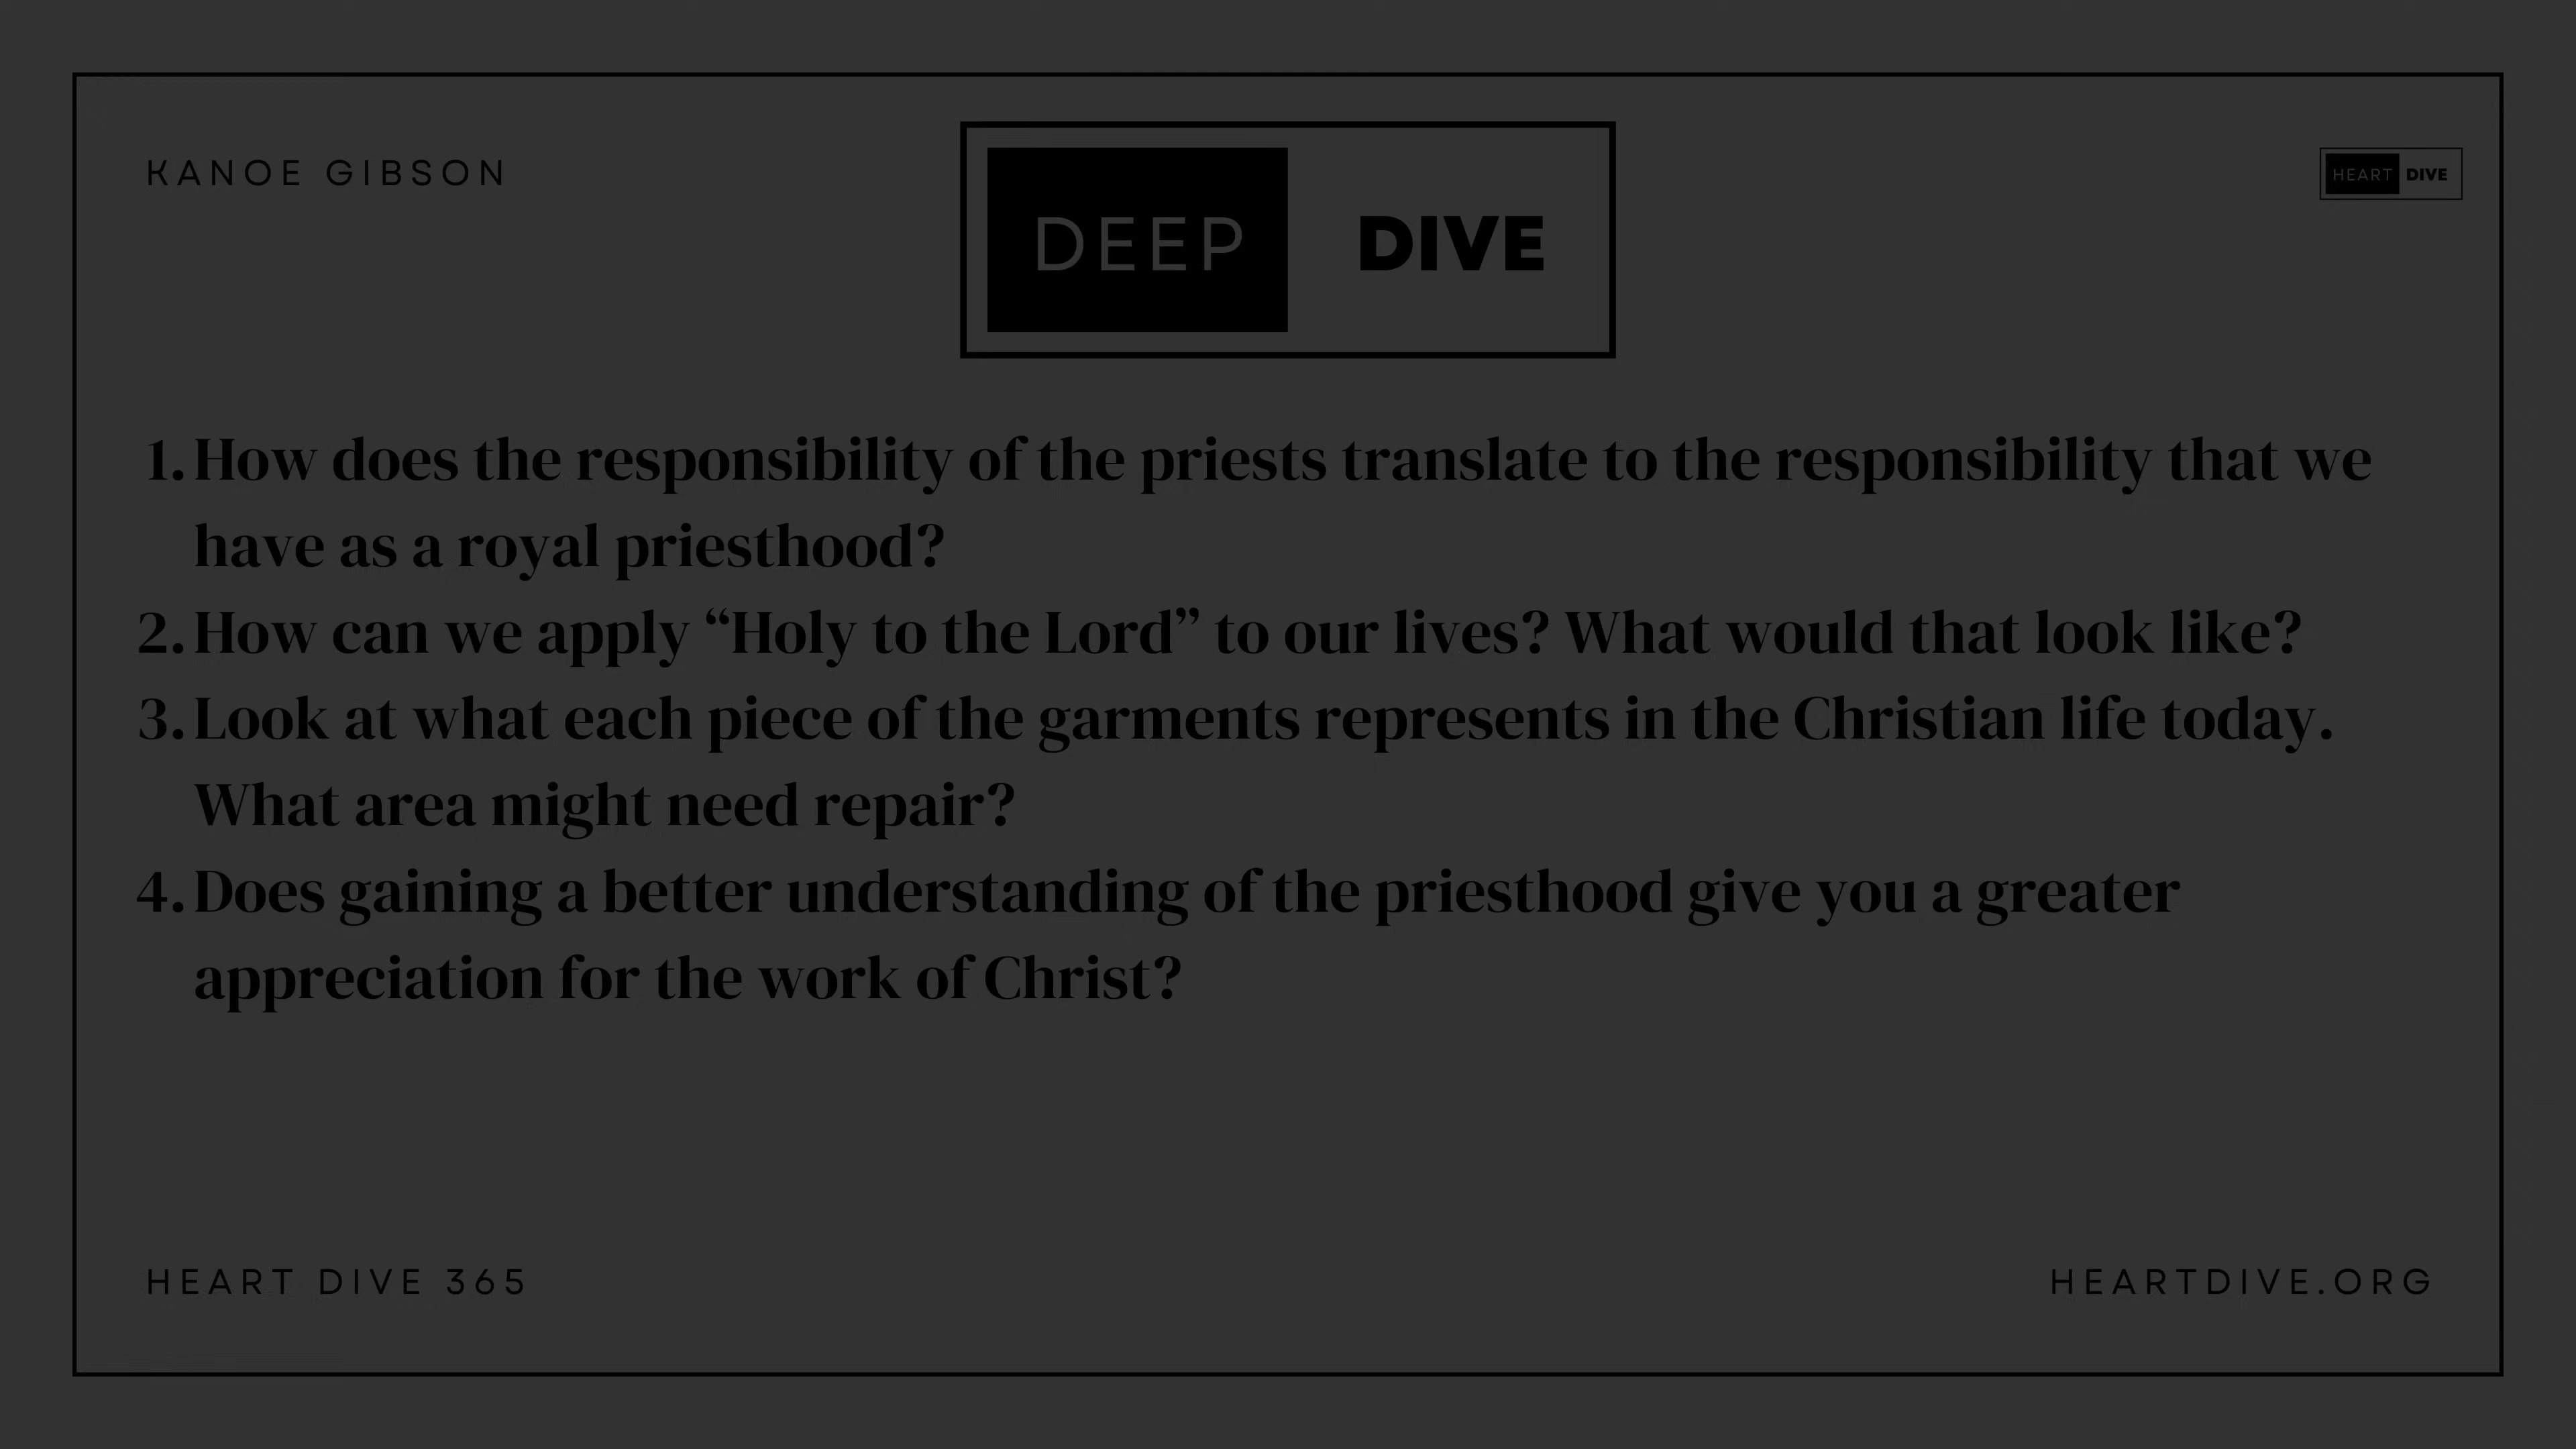 KANOE GIBSON
DEEP DIVE
HEART DIVE
1. How does the responsibility of the priests translate to the responsibility that we
have as a royal priesthood?
2. How can we apply “Holy to the Lord” to our lives? What would that look like?
3. Look at what each piece of the garments represents in the Christian life today.
What area might need repair?
4. Does gaining a better understanding of the priesthood give you a greater
appreciation for the work of Christ?
HEART DIVE 365
HEARTDIVE.ORG